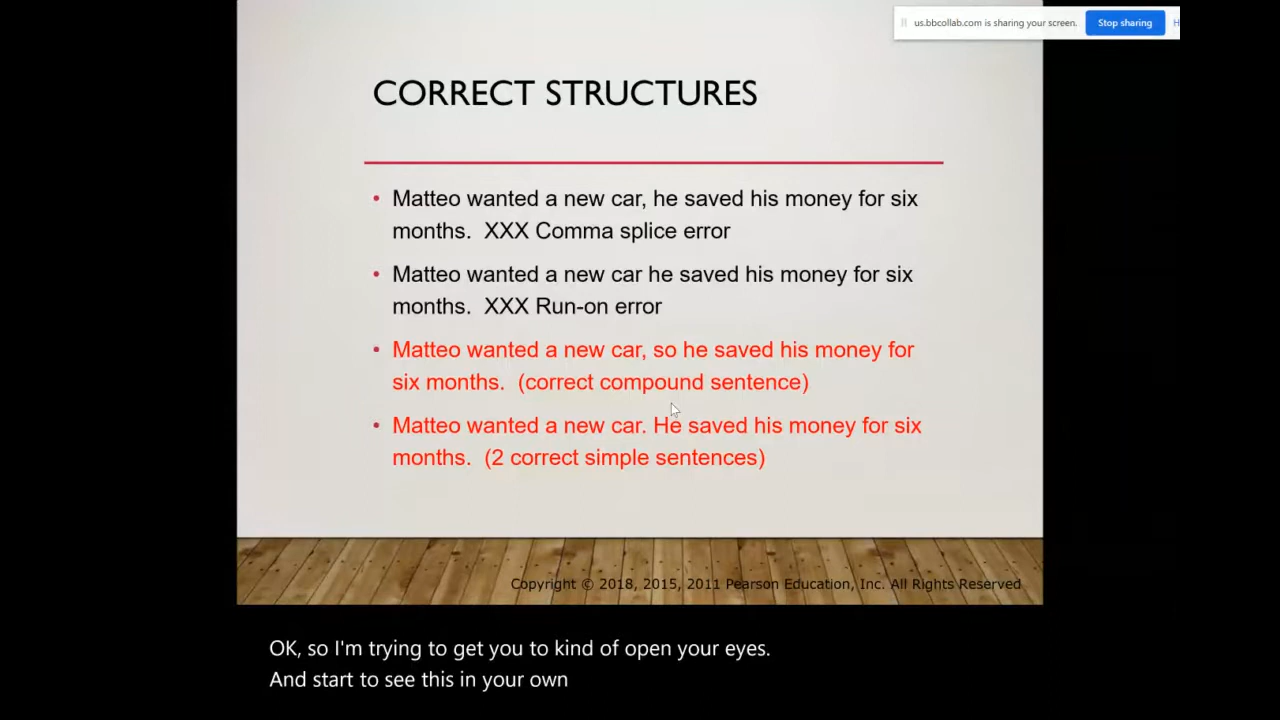 us.bbcollab.com is sharing your screen.
Stop sharing
H
CORRECT STRUCTURES
• Matteo wanted a new car, he saved his money for six
months.  XXX Comma splice error
• Matteo wanted a new car he saved his money for six
months.  XXX Run-on error
• Matteo wanted a new car, so he saved his money for
six months.  (correct compound sentence)
• Matteo wanted a new car. He saved his money for six
months.  (2 correct simple sentences)
Copyright © 2018, 2015, 2011 Pearson Education, Inc. All Rights Reserved
OK, so I'm trying to get you to kind of open your eyes.
And start to see this in your own